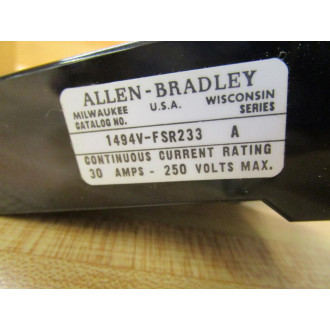 ALLEN-BRADLEY
MILWAUKEE U.S.A. WISCONSIN
CATALOG NO. SERIES
1494V-FSR233 A
CONTINUOUS CURRENT RATING
30 AMPS - 250 VOLTS MAX.